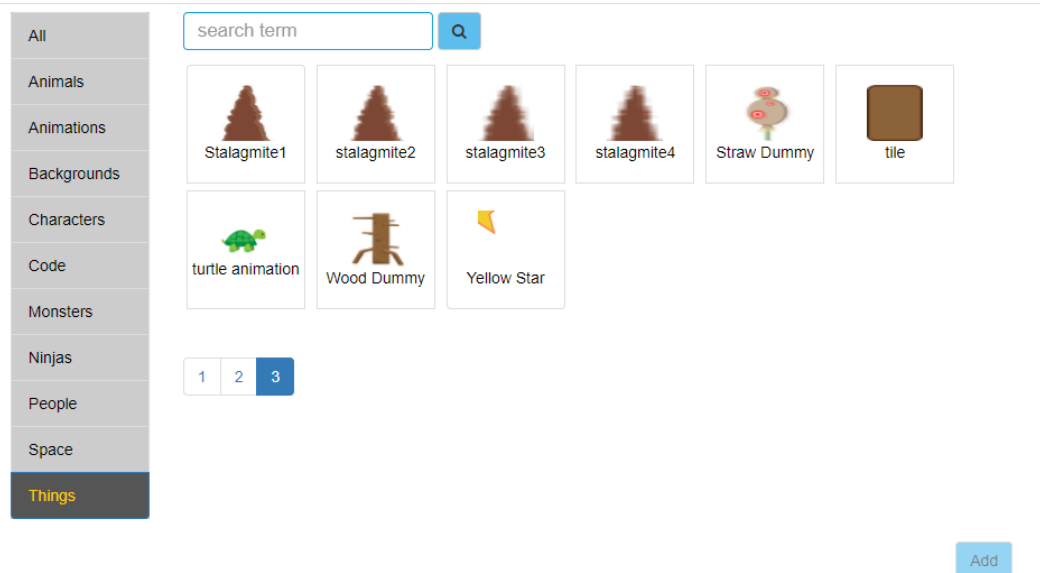 All
Animals
Animations
Backgrounds
Characters
Code
Monsters
Ninjas
People
Space
Things
search term
Stalagmite1
stalagmite2
stalagmite3
stalagmite4
Straw Dummy
tile
turtle animation
Wood Dummy
Yellow Star
1 2 3
Add